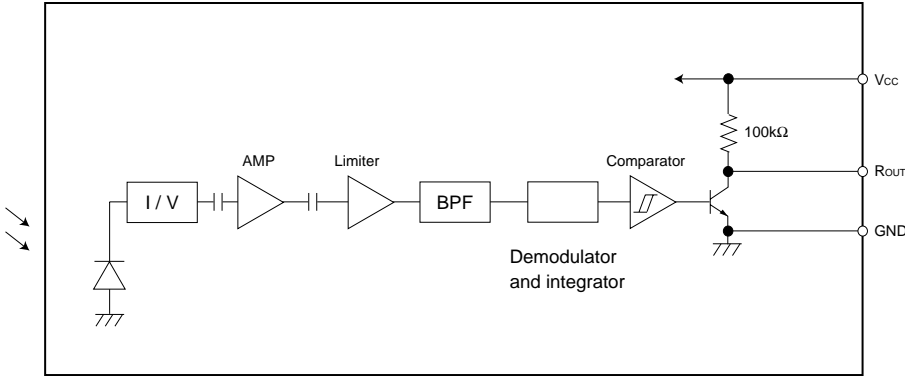 Vcc
100kΩ
AMP
Limiter
Comparator
ROUT
I / V
BPF
GND
Demodulator
and integrator